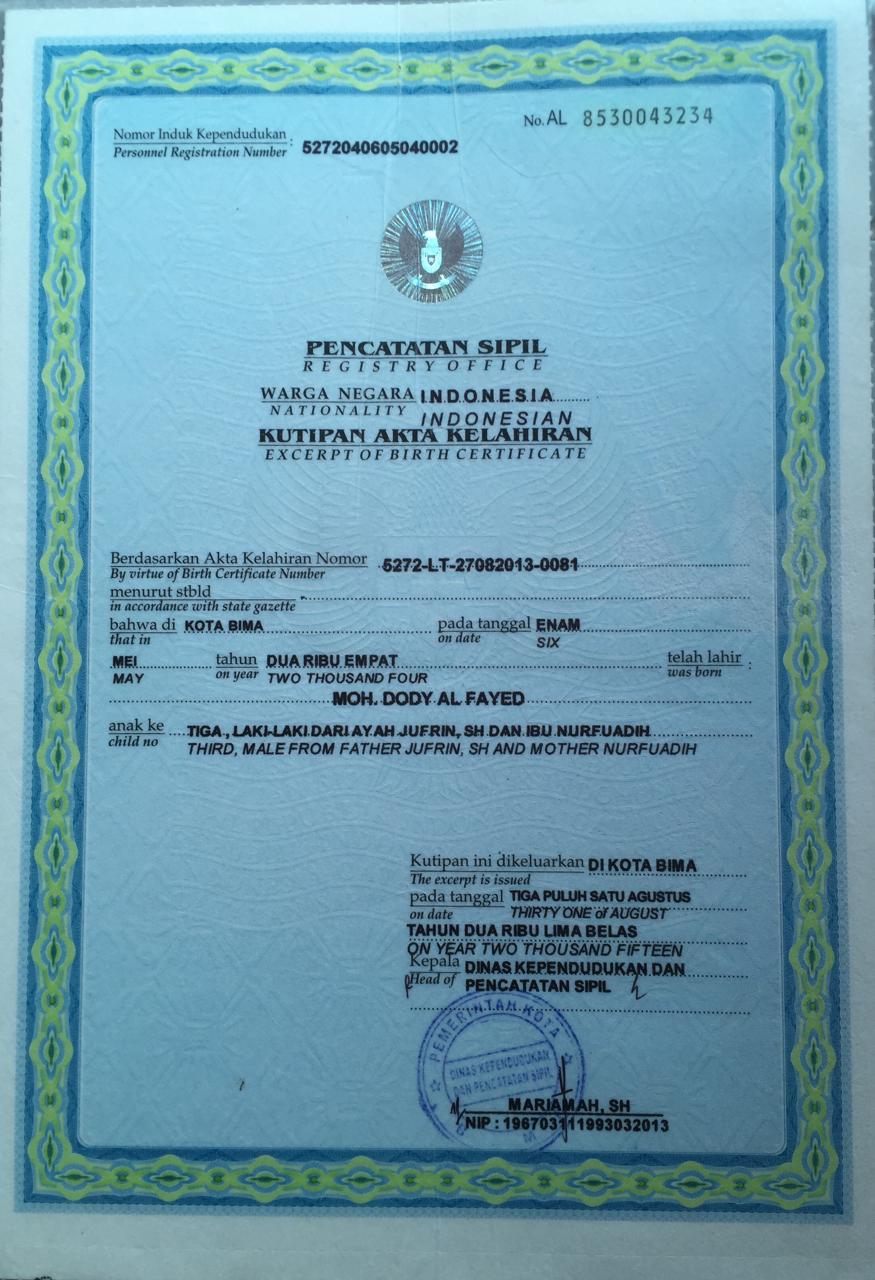 No. AL 8530043234
Nomor Induk Kependudukan :
Personnel Registration Number 5272040605040002
PENCATATAN SIPIL
REGISTRY OFFICE
WARGA NEGARA I.N.D.O.N.E.S.I.A
NATIONALITY INDONESIAN
KUTIPAN AKTA KELAHIRAN
EXCERPT OF BIRTH CERTIFICATE
Berdasarkan Akta Kelahiran Nomor 5272-LT-27082013-0081
By virtue of Birth Certificate Number
menurut stbld -
in accordance with state gazette
bahwa di KOTA BIMA pada tanggal ENAM
that in on date SIX
MEI tahun DUA RIBU EMPAT telah lahir :
MAY on year TWO THOUSAND FOUR was born
MOH. DODY AL FAYED
anak ke TIGA , LAKI-LAKI DARI AYAH JUFRIN, SH DAN IBU NURFUADIH
child no THIRD, MALE FROM FATHER JUFRIN, SH AND MOTHER NURFUADIH
Kutipan ini dikeluarkan DI KOTA BIMA
The excerpt is issued
pada tanggal TIGA PULUH SATU AGUSTUS
on date THIRTY ONE of AUGUST
TAHUN DUA RIBU LIMA BELAS
ON YEAR TWO THOUSAND FIFTEEN
Kepala DINAS KEPENDUDUKAN DAN
Head of PENCATATAN SIPIL
PEMERINTAH KOTA
DINAS KEPENDUDUKAN
DAN PENCATATAN SIPIL
MARIAMAH, SH
NIP : 196703111993032013